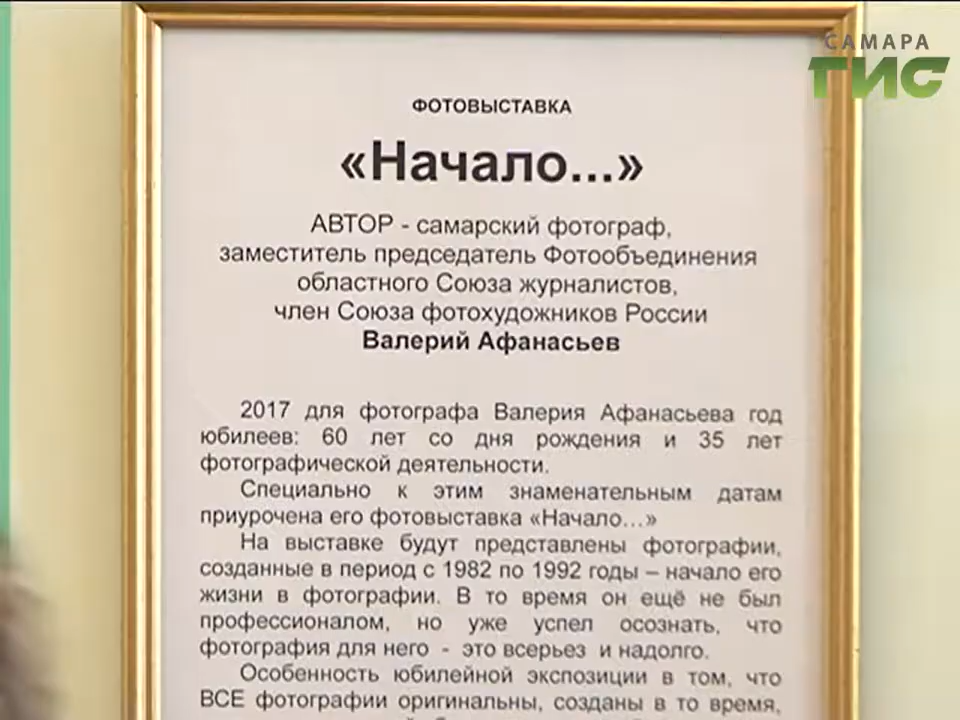 САМАРА
ГИС
ФОТОВЫСТАВКА
«Начало...»
АВТОР - самарский фотограф,
заместитель председатель Фотообъединения
областного Союза журналистов,
член Союза фотохудожников России
Валерий Афанасьев
2017 для фотографа Валерия Афанасьева год
юбилеев: 60 лет со дня рождения и 35 лет
фотографической деятельности.
Специально к этим знаменательным датам
приурочена его фотовыставка «Начало...»
На выставке будут представлены фотографии,
созданные в период с 1982 по 1992 годы – начало его
жизни в фотографии. В то время он ещё не был
профессионалом, но уже успел осознать, что
фотография для него - это всерьез и надолго.
Особенность юбилейной экспозиции в том, что
ВСЕ фотографии оригинальны, созданы в то время,